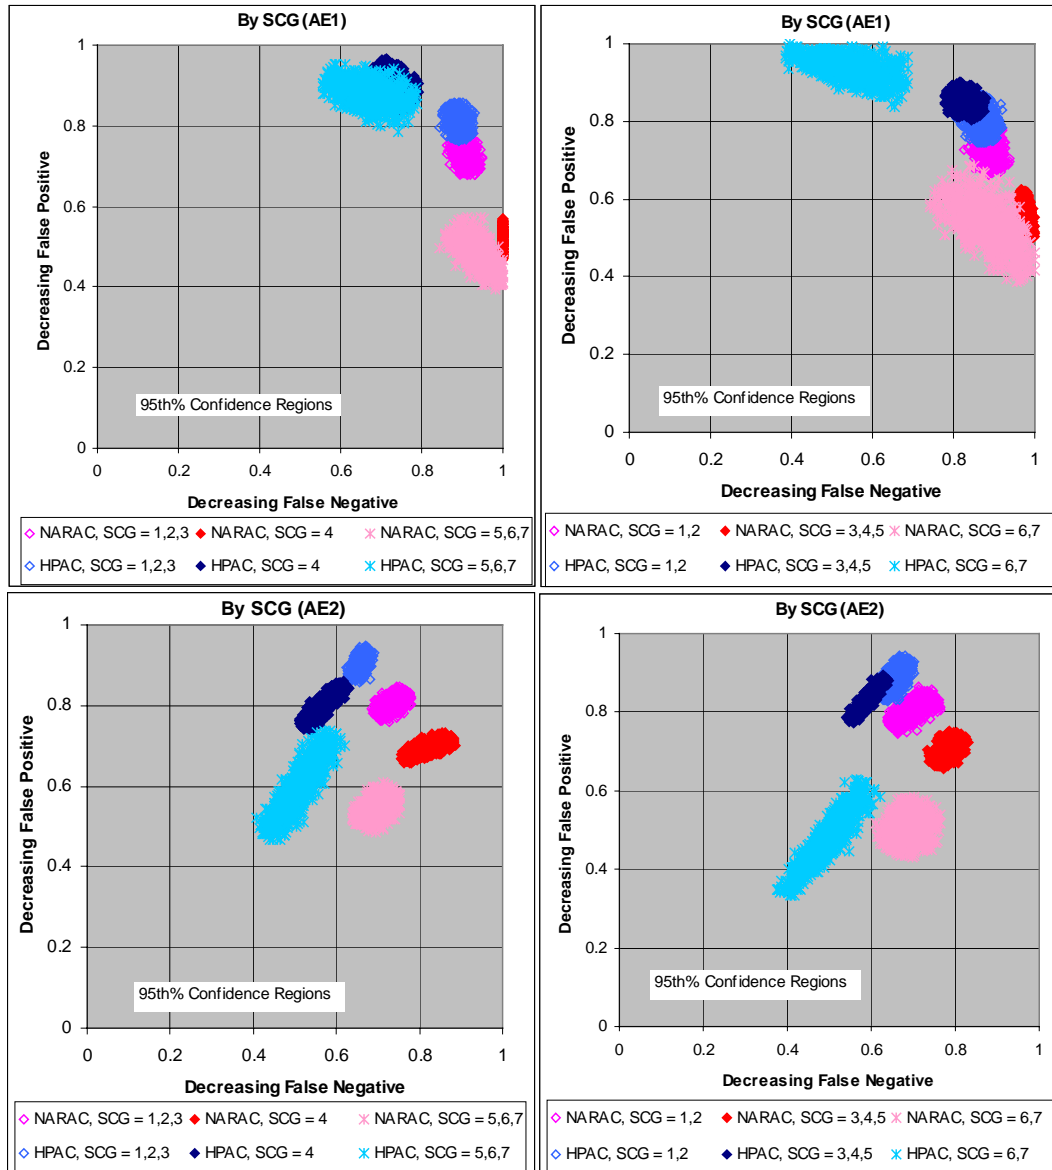 By SCG (AE1)
Decreasing False Positive
1
0.8
0.6
0.4
0.2
0
95th% Confidence Regions
0 0.2 0.4 0.6 0.8 1
Decreasing False Negative
NARAC, SCG = 1,2,3 NARAC, SCG = 4 NARAC, SCG = 5,6,7
HPAC, SCG = 1,2,3 HPAC, SCG = 4 HPAC, SCG = 5,6,7
By SCG (AE1)
Decreasing False Positive
1
0.8
0.6
0.4
0.2
0
95th% Confidence Regions
0 0.2 0.4 0.6 0.8 1
Decreasing False Negative
NARAC, SCG = 1,2 NARAC, SCG = 3,4,5 NARAC, SCG = 6,7
HPAC, SCG = 1,2 HPAC, SCG = 3,4,5 HPAC, SCG = 6,7
By SCG (AE2)
Decreasing False Positive
1
0.8
0.6
0.4
0.2
0
95th% Confidence Regions
0 0.2 0.4 0.6 0.8 1
Decreasing False Negative
NARAC, SCG = 1,2,3 NARAC, SCG = 4 NARAC, SCG = 5,6,7
HPAC, SCG = 1,2,3 HPAC, SCG = 4 HPAC, SCG = 5,6,7
By SCG (AE2)
Decreasing False Positive
1
0.8
0.6
0.4
0.2
0
95th% Confidence Regions
0 0.2 0.4 0.6 0.8 1
Decreasing False Negative
NARAC, SCG = 1,2 NARAC, SCG = 3,4,5 NARAC, SCG = 6,7
HPAC, SCG = 1,2 HPAC, SCG = 3,4,5 HPAC, SCG = 6,7